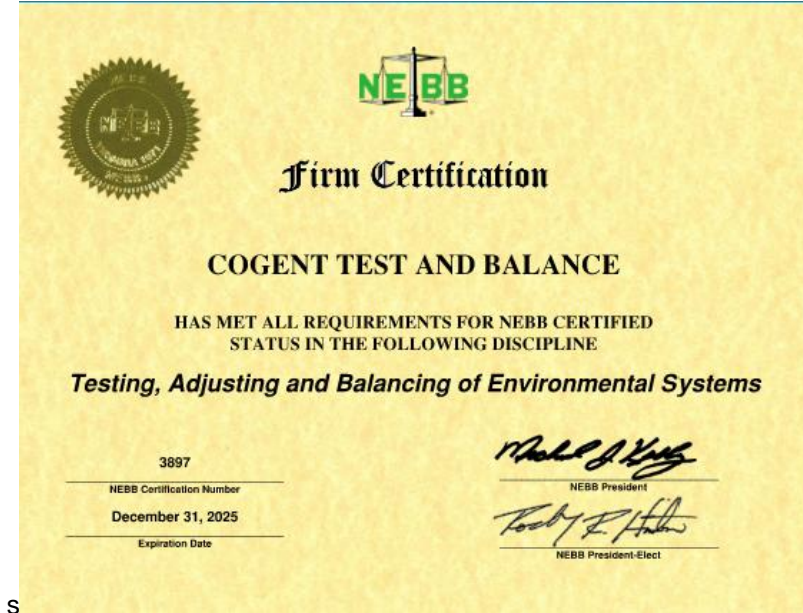 NEBB
Firm Certification
COGENT TEST AND BALANCE
HAS MET ALL REQUIREMENTS FOR NEBB CERTIFIED
STATUS IN THE FOLLOWING DISCIPLINE
Testing, Adjusting and Balancing of Environmental Systems
3897
NEBB Certification Number
December 31, 2025
Expiration Date
NEBB President
NEBB President-Elect
NEBB
s